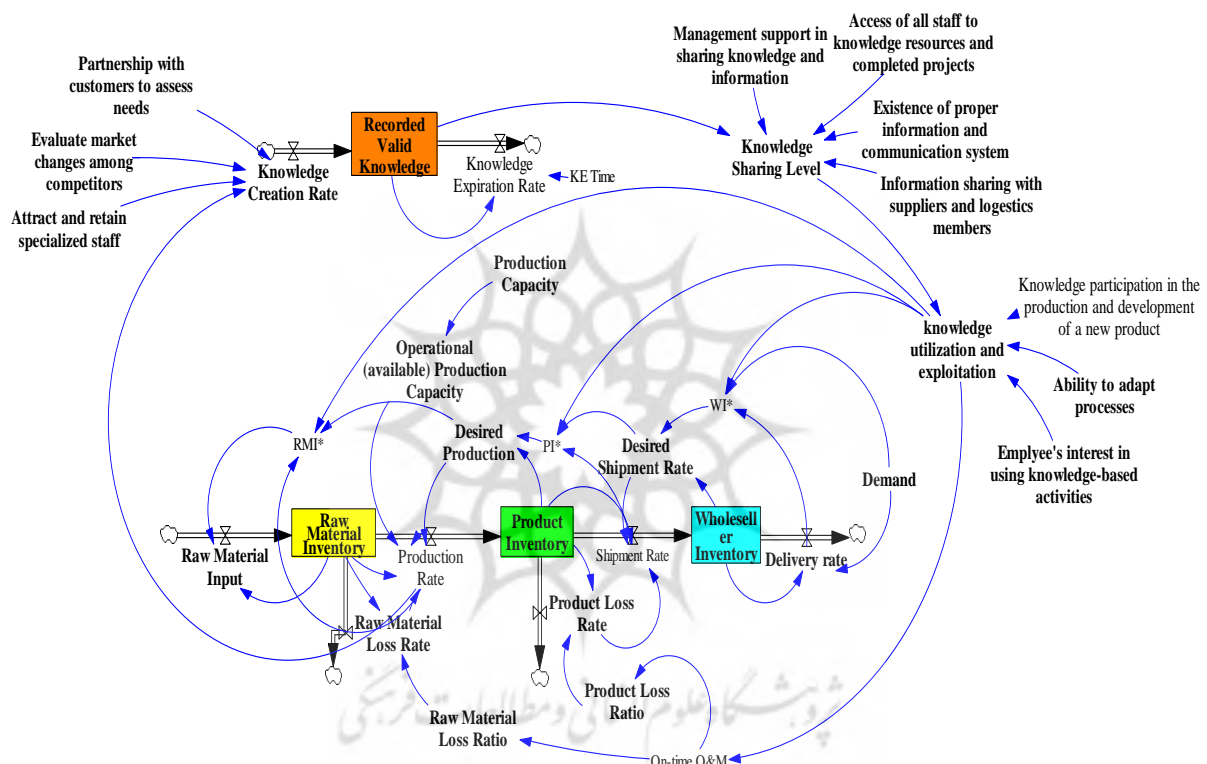 Partnership with
customers to assess
needs
Evaluate market
changes among
competitors
Attract and retain
specialized staff
Knowledge
Creation Rate
Recorded
Valid
Knowledge
Knowledge
Expiration Rate
KE Time
Management support in
sharing knowledge and
information
Access of all staff to
knowledge resources and
completed projects
Existence of proper
information and
communication system
Information sharing with
suppliers and logestics
members
Knowledge
Sharing Level
Knowledge participation in the
production and development
of a new product
knowledge
utilization and
exploitation
Ability to adapt
processes
Emplyee's interest in
using knowledge-based
activities
Production
Capacity
Operational
(available) Production
Capacity
RMI*
Desired
Production
PI*
Desired
Shipment Rate
WI*
Demand
Raw Material
Input
Raw
Material
Inventory
Production
Rate
Product
Inventory
Shipment Rate
Wholesell
er
Inventory
Delivery rate
Raw Material
Loss Rate
Product Loss
Rate
Product Loss
Ratio
Raw Material
Loss Ratio
On-time O&M
پژوهشگاه علوم انسانی و مطالعات فرهنگی